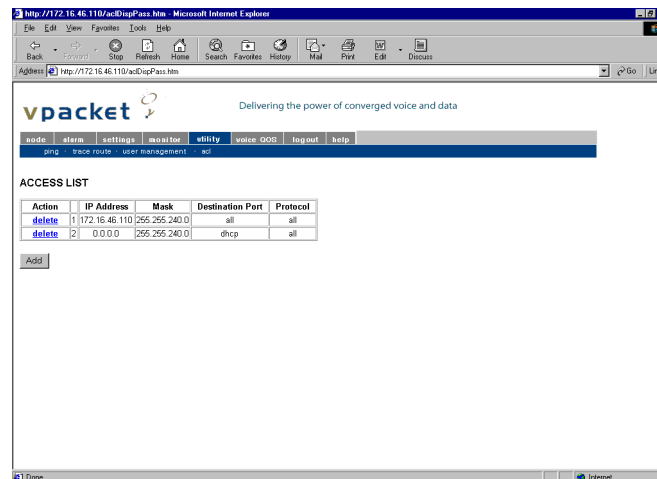 http://172.16.46.110/aclDispPass.htm - Microsoft Internet Explorer
File Edit View Favorites Tools Help
Back Forward Stop Refresh Home Search Favorites History Mail Print Edit Discuss
Address http://172.16.46.110/aclDispPass.htm Go
vpacket
Delivering the power of converged voice and data
node alarm settings monitor utility voice QOS logout help
ping · trace route · user management · acl
ACCESS LIST
Action IP Address Mask Destination Port Protocol
delete 1 172.16.46.110 255.255.240.0 all all
delete 2 0.0.0.0 255.255.240.0 dhcp all
Add
Done Internet